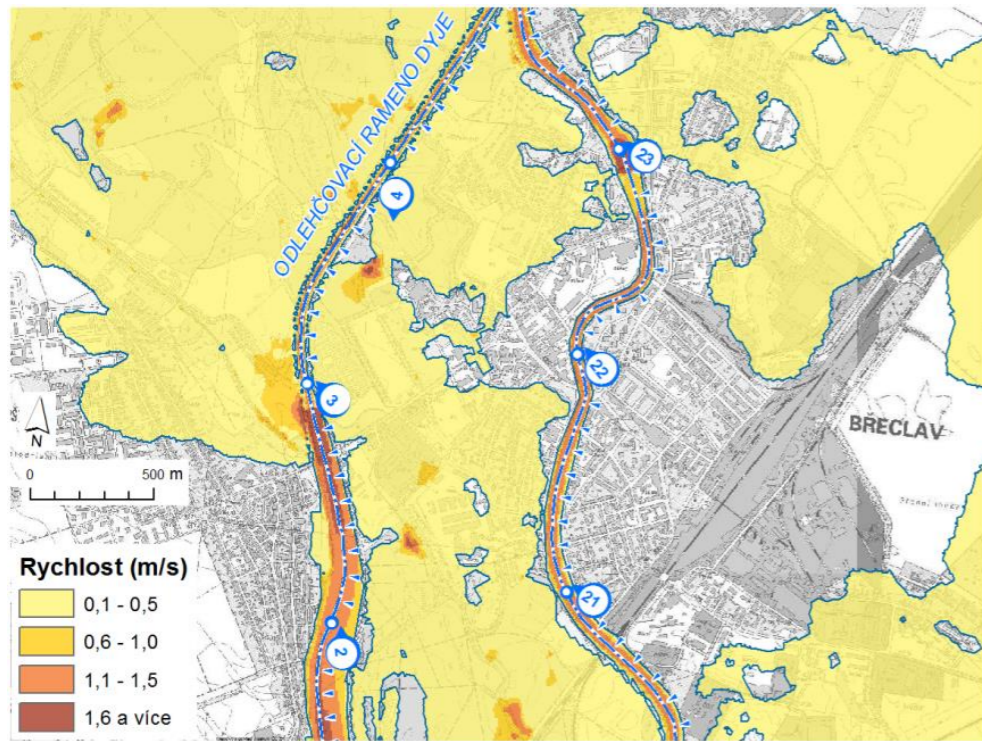 ODLEHČOVACÍ RAMENO DYJE
23
4
22
3
BŘECLAV
N
0 500 m
21
2
Rychlost (m/s)
0,1 - 0,5
0,6 - 1,0
1,1 - 1,5
1,6 a více